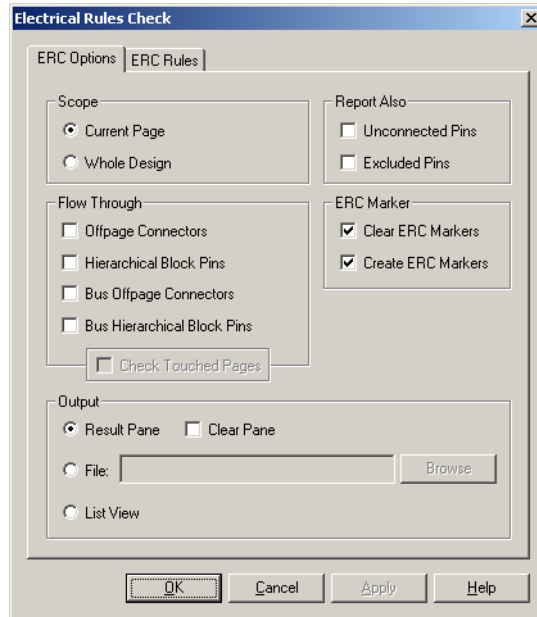 Electrical Rules Check
ERC Options ERC Rules
Scope
Current Page
Whole Design
Report Also
Unconnected Pins
Excluded Pins
Flow Through
Offpage Connectors
Hierarchical Block Pins
Bus Offpage Connectors
Bus Hierarchical Block Pins
Check Touched Pages
ERC Marker
Clear ERC Markers
Create ERC Markers
Output
Result Pane Clear Pane
File: Browse
List View
OK Cancel Apply Help